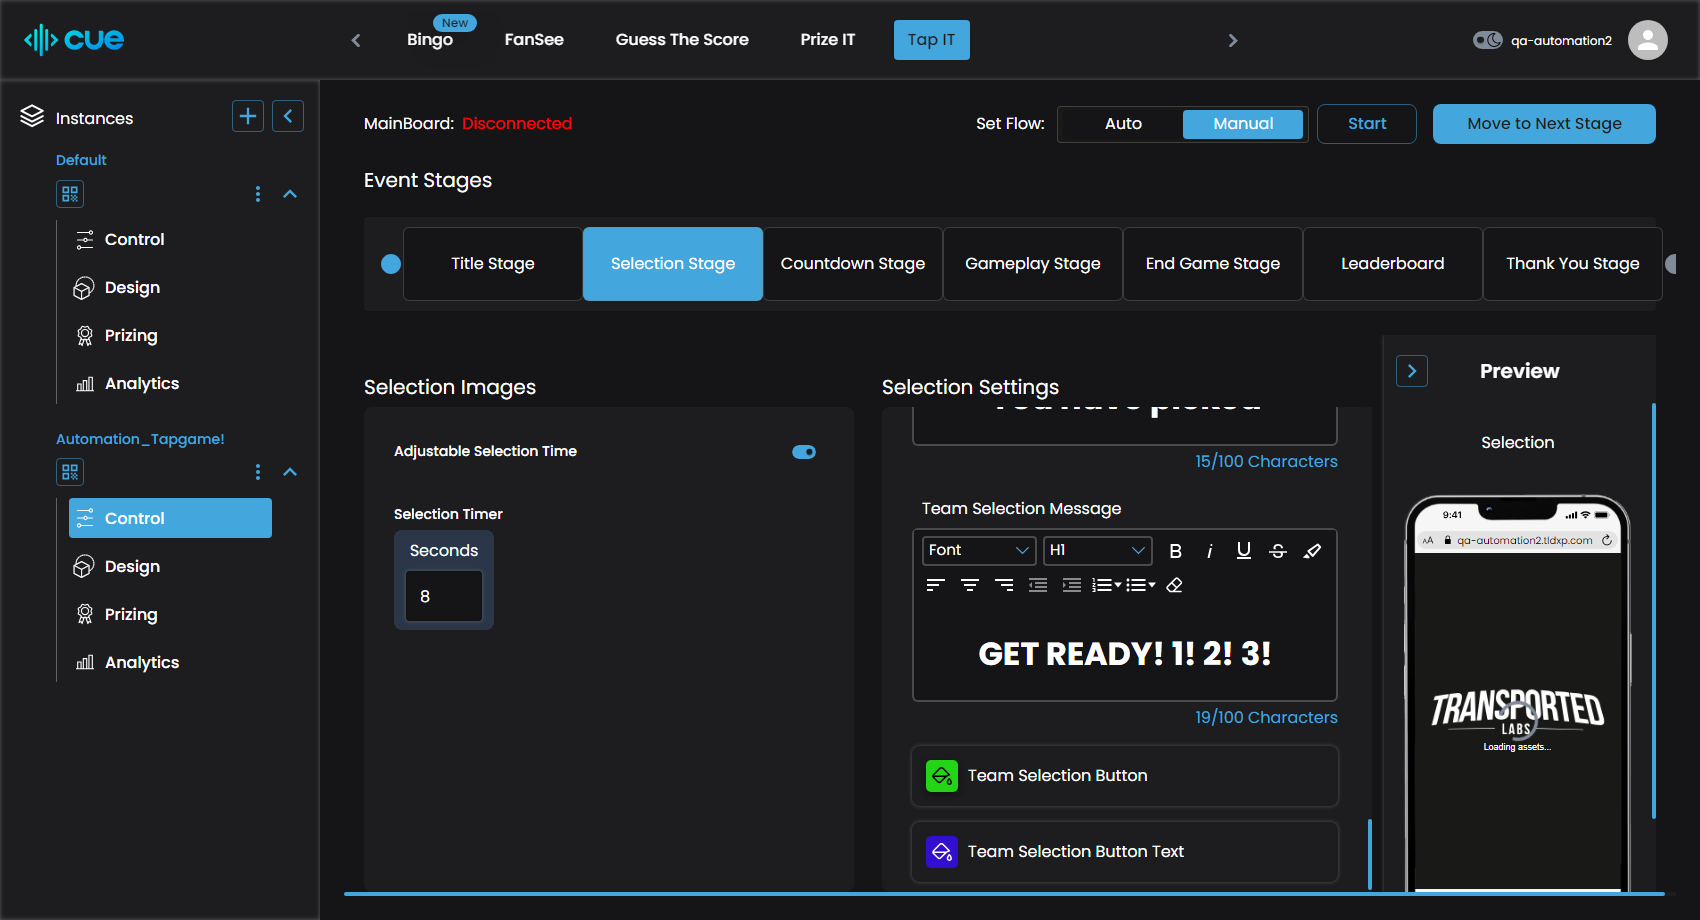 cue
New
Bingo
FanSee
Guess The Score
Prize IT
Tap IT
qa-automation2
Instances
Default
Control
Design
Prizing
Analytics
Automation_Tapgame!
Control
Design
Prizing
Analytics
MainBoard: Disconnected
Set Flow:
Auto
Manual
Start
Move to Next Stage
Event Stages
Title Stage
Selection Stage
Countdown Stage
Gameplay Stage
End Game Stage
Leaderboard
Thank You Stage
Selection Images
Adjustable Selection Time
Selection Timer
Seconds
8
Selection Settings
You have picked
15/100 Characters
Team Selection Message
Font
H1
B i U S
GET READY! 1! 2! 3!
19/100 Characters
Team Selection Button
Team Selection Button Text
Preview
Selection
9:41
AA qa-automation2.tldxp.com
TRANSPORTED
LABS
Loading assets...